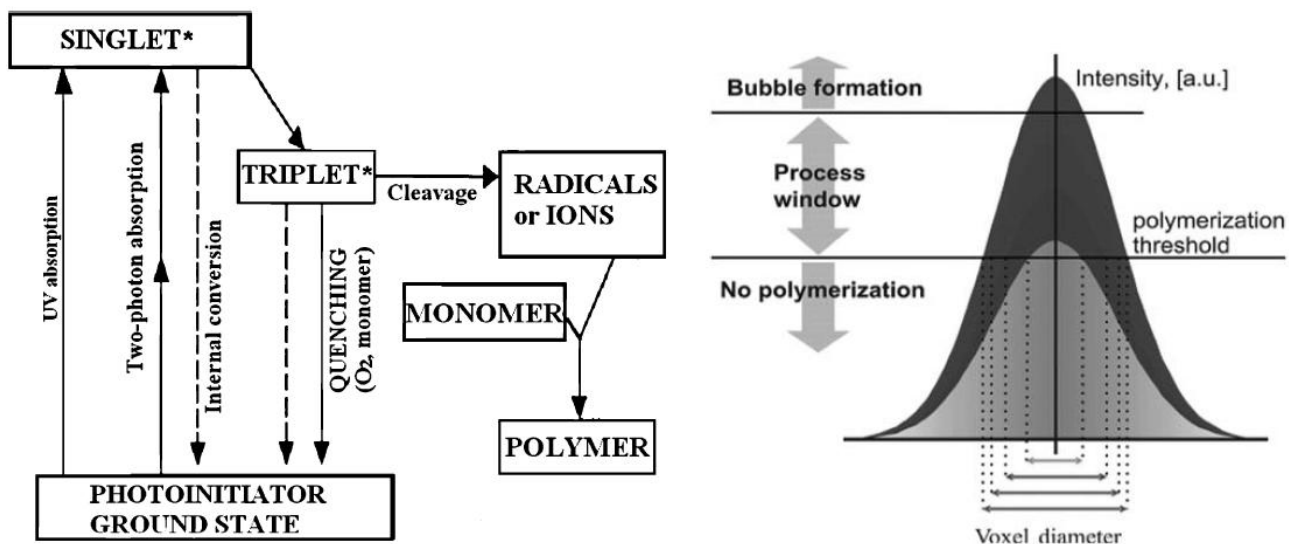 SINGLET*
UV absorption
Two-photon absorption
Internal conversion
TRIPLET*
Cleavage
QUENCHING
(O2, monomer)
RADICALS
or IONS
MONOMER
POLYMER
PHOTOINITIATOR
GROUND STATE
Bubble formation
Intensity, [a.u.]
Process
window
polymerization
threshold
No polymerization
Voxel diameter